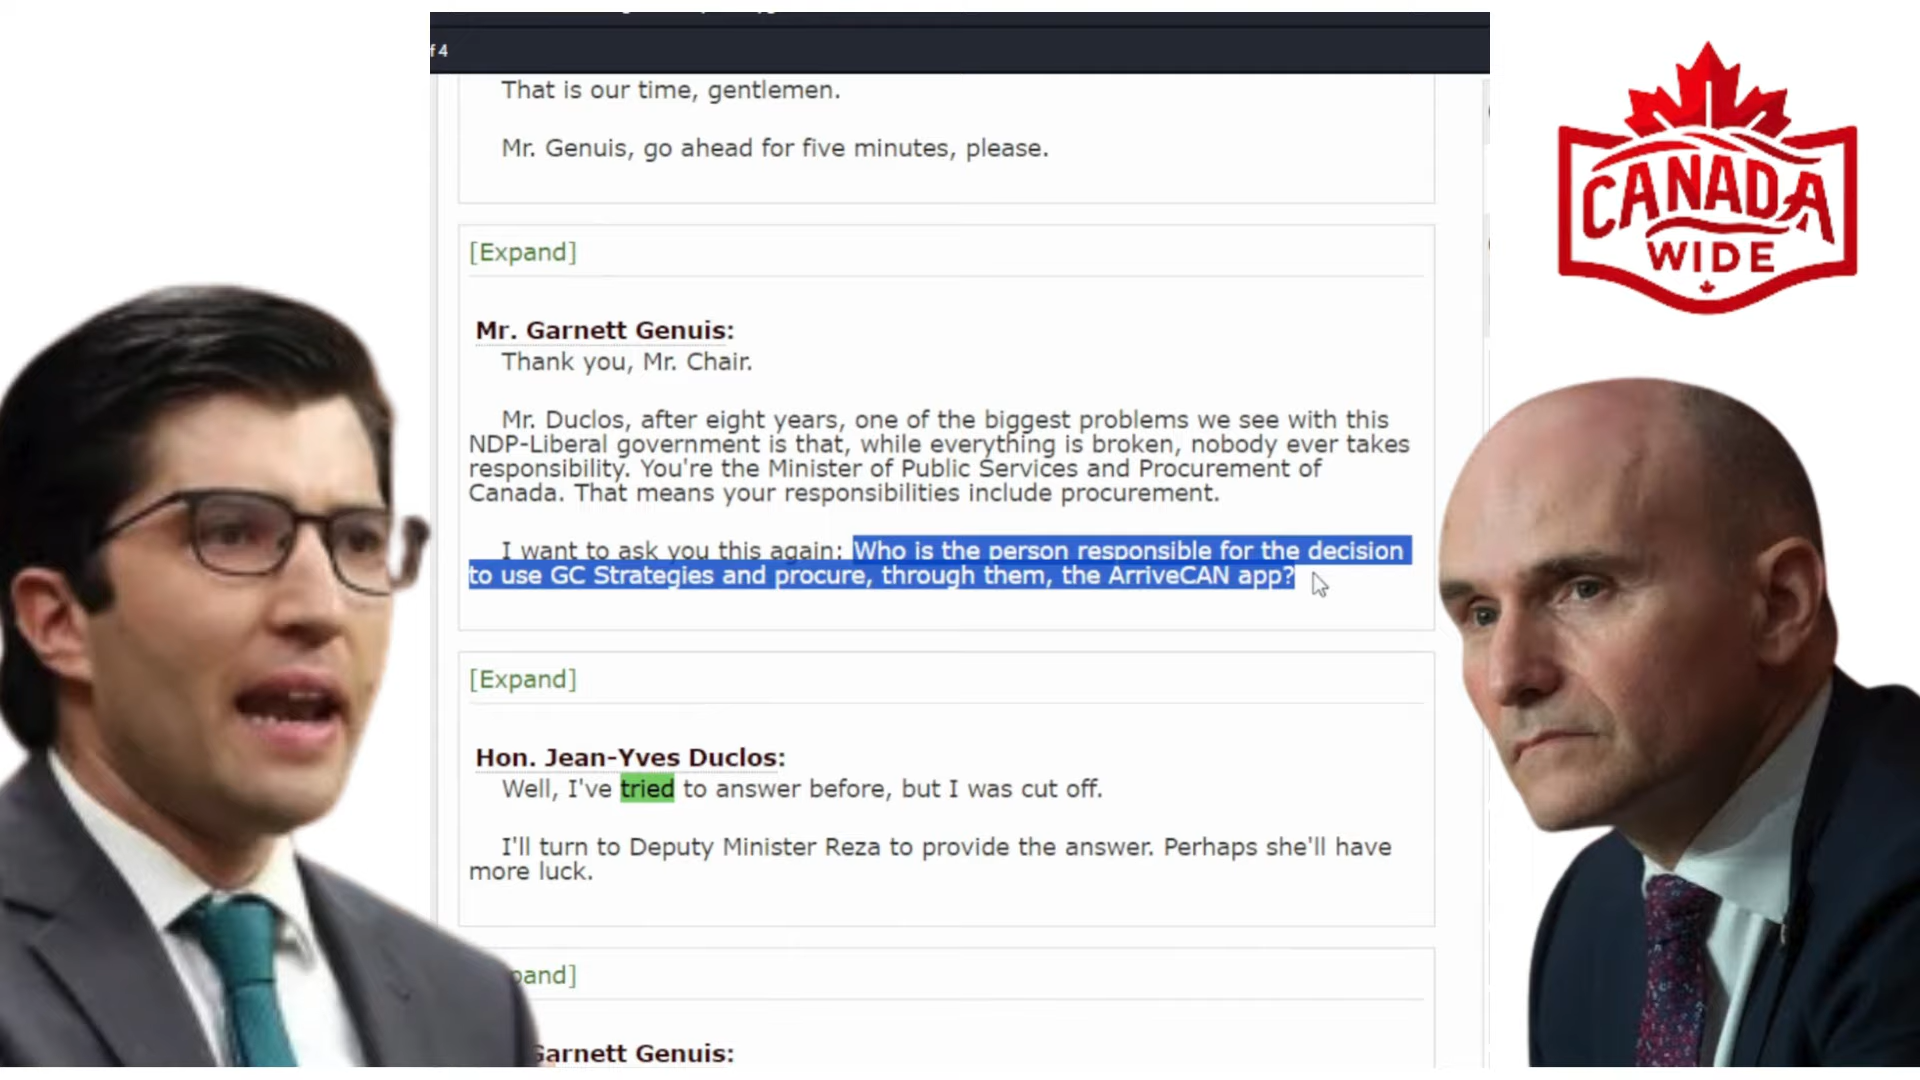 f 4
That is our time, gentlemen.
Mr. Genuis, go ahead for five minutes, please.
[Expand]
Mr. Garnett Genuis:
Thank you, Mr. Chair.
Mr. Duclos, after eight years, one of the biggest problems we see with this
NDP-Liberal government is that, while everything is broken, nobody ever takes
responsibility. You're the Minister of Public Services and Procurement of
Canada. That means your responsibilities include procurement.
I want to ask you this again: Who is the person responsible for the decision
to use GC Strategies and procure, through them, the ArriveCAN app?
[Expand]
Hon. Jean-Yves Duclos:
Well, I've tried to answer before, but I was cut off.
I'll turn to Deputy Minister Reza to provide the answer. Perhaps she'll have
more luck.
pand]
Garnett Genuis:
CANADA
WIDE